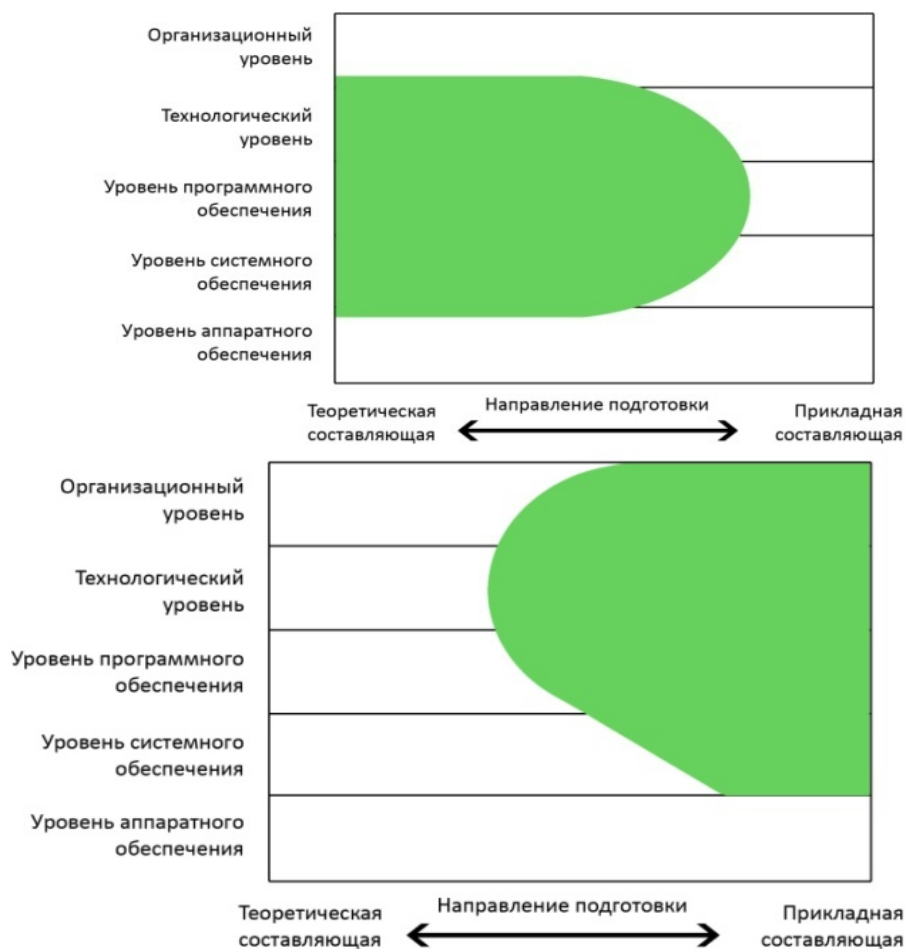 Организационный
уровень
Технологический
уровень
Уровень программного
обеспечения
Уровень системного
обеспечения
Уровень аппаратного
обеспечения
Теоретическая
составляющая
Направление подготовки
Прикладная
составляющая
Организационный
уровень
Технологический
уровень
Уровень программного
обеспечения
Уровень системного
обеспечения
Уровень аппаратного
обеспечения
Теоретическая
составляющая
Направление подготовки
Прикладная
составляющая